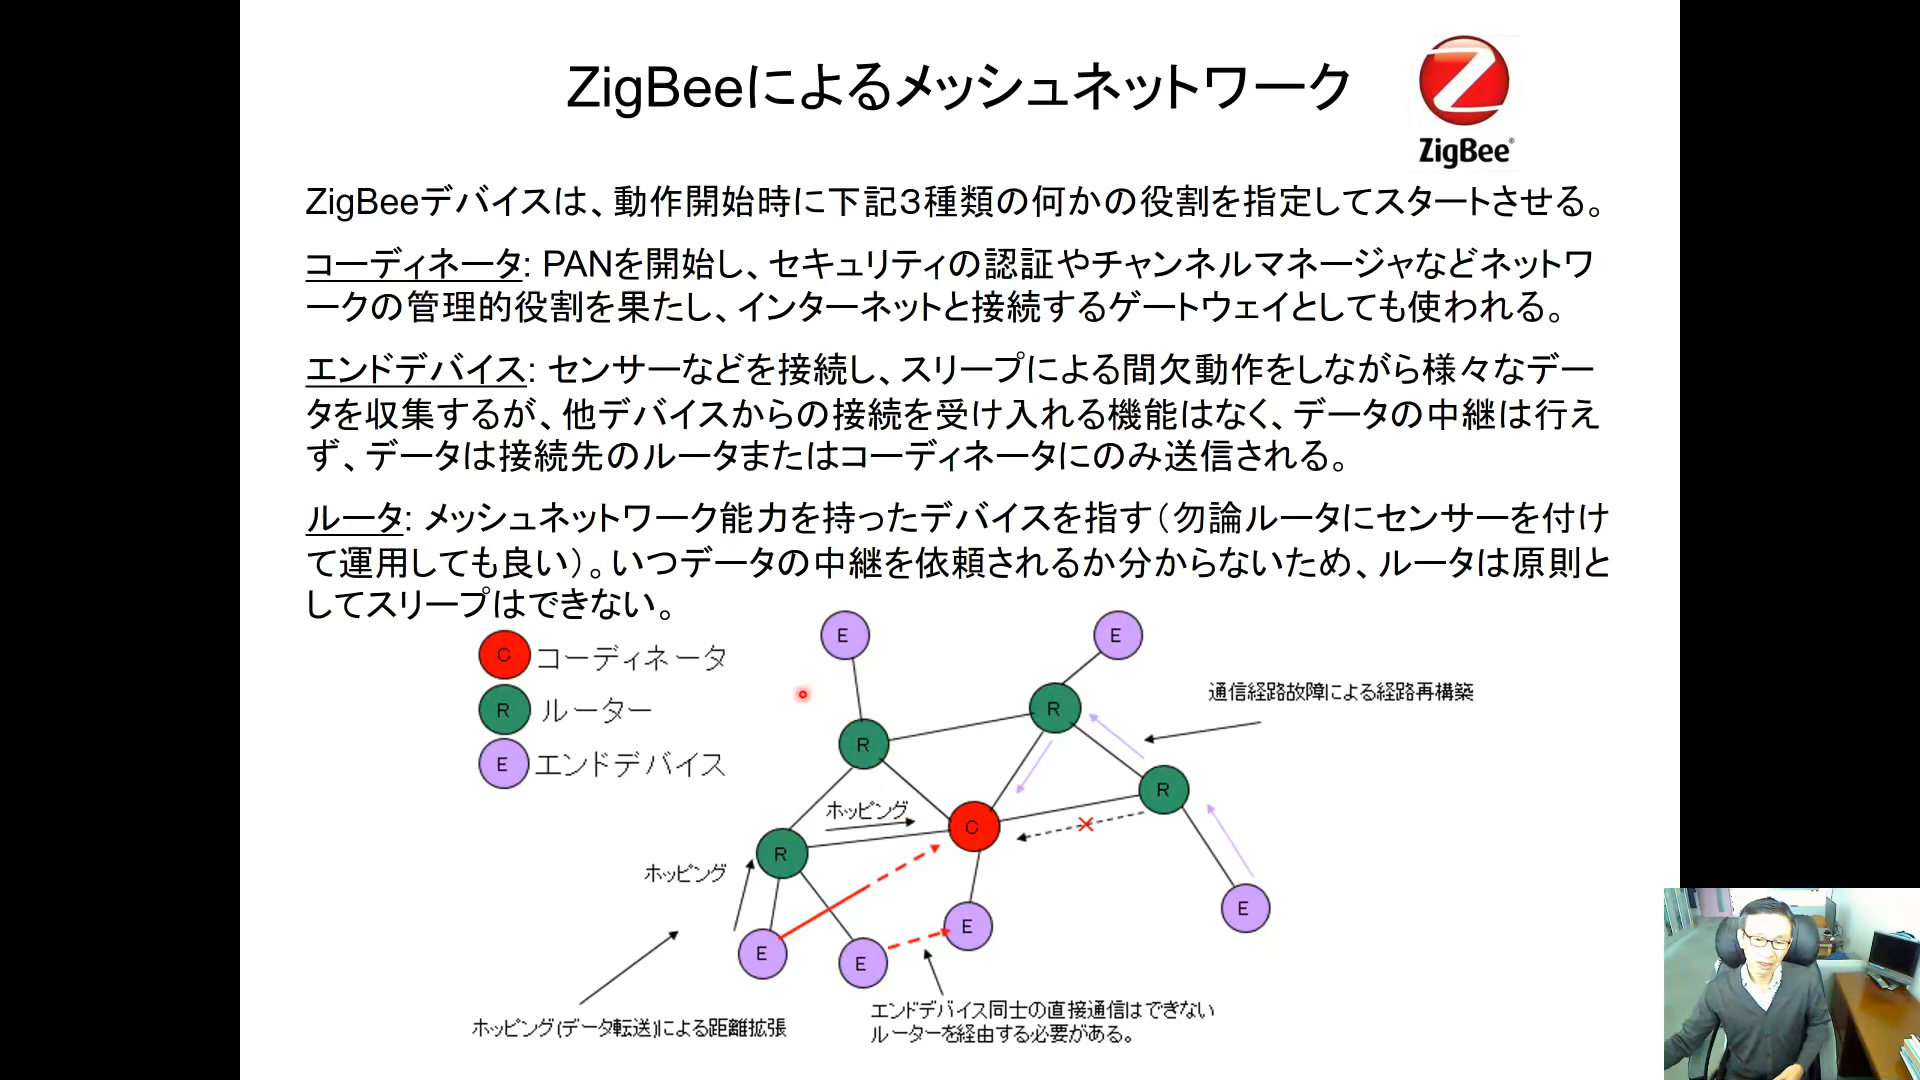 ZigBeeによるメッシュネットワーク
ZigBee®
ZigBeeデバイスは、動作開始時に下記３種類の何かの役割を指定してスタートさせる。
コーディネータ: PANを開始し、セキュリティの認証やチャンネルマネージャなどネットワ
ークの管理的役割を果たし、インターネットと接続するゲートウェイとしても使われる。
エンドデバイス: センサーなどを接続し、スリープによる間欠動作をしながら様々なデー
タを収集するが、他デバイスからの接続を受け入れる機能はなく、データの中継は行え
ず、データは接続先のルータまたはコーディネータにのみ送信される。
ルータ: メッシュネットワーク能力を持ったデバイスを指す（勿論ルータにセンサーを付け
て運用しても良い）。いつデータの中継を依頼されるか分からないため、ルータは原則と
してスリープはできない。
C コーディネータ
R ルーター
E エンドデバイス
E
E
通信経路故障による経路再構築
R
R
R
ホッピング
C
R
ホッピング
E
E
E
E
エンドデバイス同士の直接通信はできない
ルーターを経由する必要がある。
ホッピング(データ転送)による距離拡張